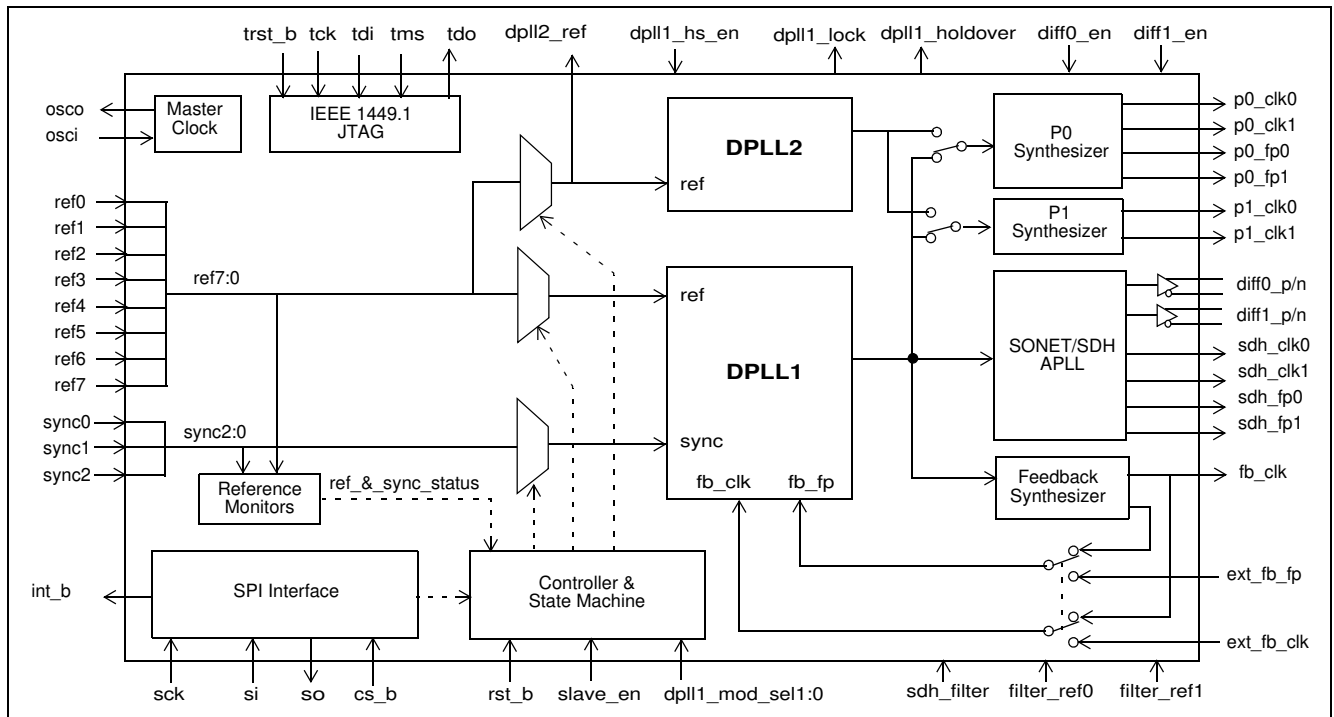 trst_b tck tdi tms tdo dpll2_ref dpll1_hs_en dpll1_lock dpll1_holdover diff0_en diff1_en
osco
osci
Master
Clock
IEEE 1449.1
JTAG
DPLL2
ref
P0
Synthesizer
p0_clk0
p0_clk1
p0_fp0
p0_fp1
P1
Synthesizer
p1_clk0
p1_clk1
ref0
ref1
ref2
ref3
ref4
ref5
ref6
ref7
ref7:0
ref
DPLL1
sync
fb_clk fb_fp
SONET/SDH
APLL
diff0_p/n
diff1_p/n
sdh_clk0
sdh_clk1
sdh_fp0
sdh_fp1
sync0
sync1
sync2
sync2:0
Reference
Monitors
ref_&_sync_status
Feedback
Synthesizer
fb_clk
int_b
SPI Interface
Controller &
State Machine
ext_fb_fp
ext_fb_clk
sck si so cs_b rst_b slave_en dpll1_mod_sel1:0 sdh_filter filter_ref0 filter_ref1